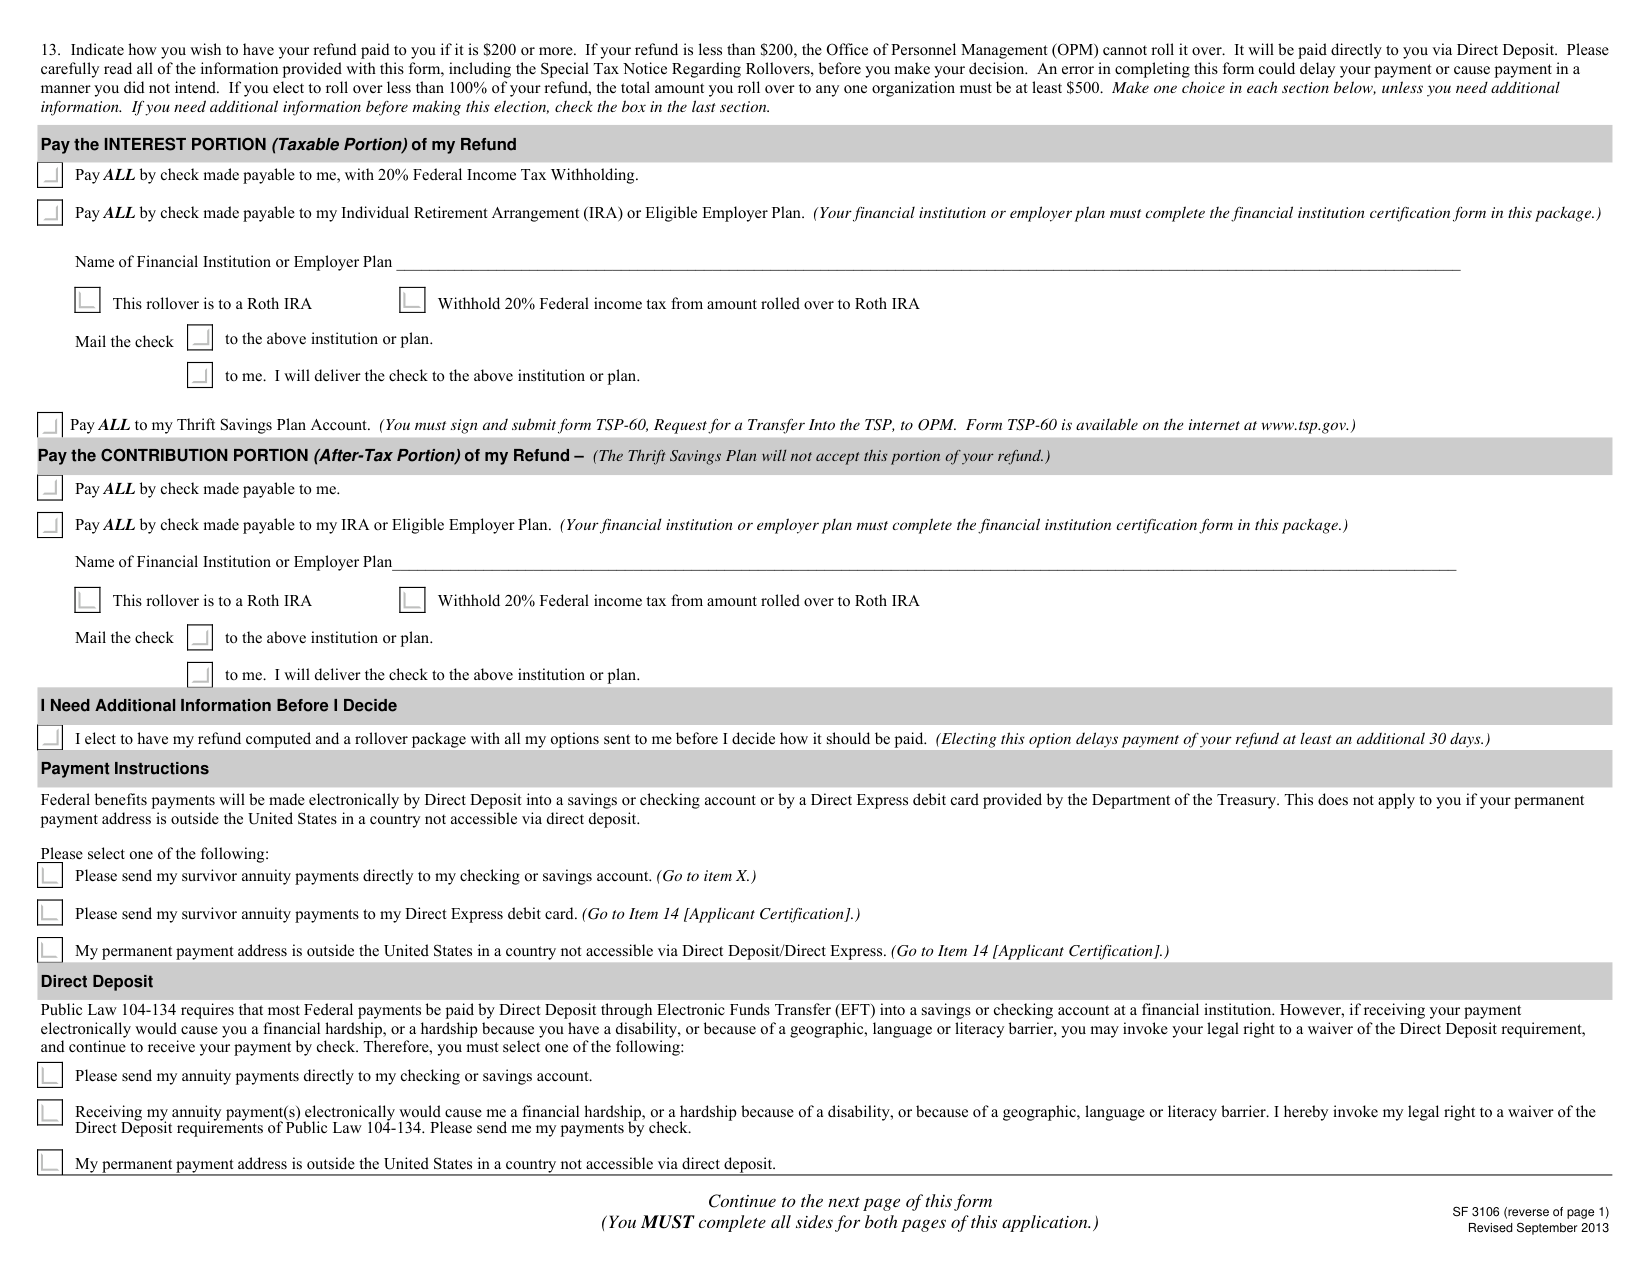 13. Indicate how you wish to have your refund paid to you if it is $200 or more. If your refund is less than $200, the Office of Personnel Management (OPM) cannot roll it over. It will be paid directly to you via Direct Deposit. Please
carefully read all of the information provided with this form, including the Special Tax Notice Regarding Rollovers, before you make your decision. An error in completing this form could delay your payment or cause payment in a
manner you did not intend. If you elect to roll over less than 100% of your refund, the total amount you roll over to any one organization must be at least $500. Make one choice in each section below, unless you need additional
information. If you need additional information before making this election, check the box in the last section.
Pay the INTEREST PORTION (Taxable Portion) of my Refund
Pay ALL by check made payable to me, with 20% Federal Income Tax Withholding.
Pay ALL by check made payable to my Individual Retirement Arrangement (IRA) or Eligible Employer Plan. (Your financial institution or employer plan must complete the financial institution certification form in this package.)
Name of Financial Institution or Employer Plan
This rollover is to a Roth IRA Withhold 20% Federal income tax from amount rolled over to Roth IRA
Mail the check to the above institution or plan.
to me. I will deliver the check to the above institution or plan.
Pay ALL to my Thrift Savings Plan Account. (You must sign and submit form TSP-60, Request for a Transfer Into the TSP, to OPM. Form TSP-60 is available on the internet at www.tsp.gov.)
Pay the CONTRIBUTION PORTION (After-Tax Portion) of my Refund – (The Thrift Savings Plan will not accept this portion of your refund.)
Pay ALL by check made payable to me.
Pay ALL by check made payable to my IRA or Eligible Employer Plan. (Your financial institution or employer plan must complete the financial institution certification form in this package.)
Name of Financial Institution or Employer Plan
This rollover is to a Roth IRA Withhold 20% Federal income tax from amount rolled over to Roth IRA
Mail the check to the above institution or plan.
to me. I will deliver the check to the above institution or plan.
I Need Additional Information Before I Decide
I elect to have my refund computed and a rollover package with all my options sent to me before I decide how it should be paid. (Electing this option delays payment of your refund at least an additional 30 days.)
Payment Instructions
Federal benefits payments will be made electronically by Direct Deposit into a savings or checking account or by a Direct Express debit card provided by the Department of the Treasury. This does not apply to you if your permanent
payment address is outside the United States in a country not accessible via direct deposit.
Please select one of the following:
Please send my survivor annuity payments directly to my checking or savings account. (Go to item X.)
Please send my survivor annuity payments to my Direct Express debit card. (Go to Item 14 [Applicant Certification].)
My permanent payment address is outside the United States in a country not accessible via Direct Deposit/Direct Express. (Go to Item 14 [Applicant Certification].)
Direct Deposit
Public Law 104-134 requires that most Federal payments be paid by Direct Deposit through Electronic Funds Transfer (EFT) into a savings or checking account at a financial institution. However, if receiving your payment
electronically would cause you a financial hardship, or a hardship because you have a disability, or because of a geographic, language or literacy barrier, you may invoke your legal right to a waiver of the Direct Deposit requirement,
and continue to receive your payment by check. Therefore, you must select one of the following:
Please send my annuity payments directly to my checking or savings account.
Receiving my annuity payment(s) electronically would cause me a financial hardship, or a hardship because of a disability, or because of a geographic, language or literacy barrier. I hereby invoke my legal right to a waiver of the
Direct Deposit requirements of Public Law 104-134. Please send me my payments by check.
My permanent payment address is outside the United States in a country not accessible via direct deposit.
Continue to the next page of this form
(You MUST complete all sides for both pages of this application.)
SF 3106 (reverse of page 1)
Revised September 2013